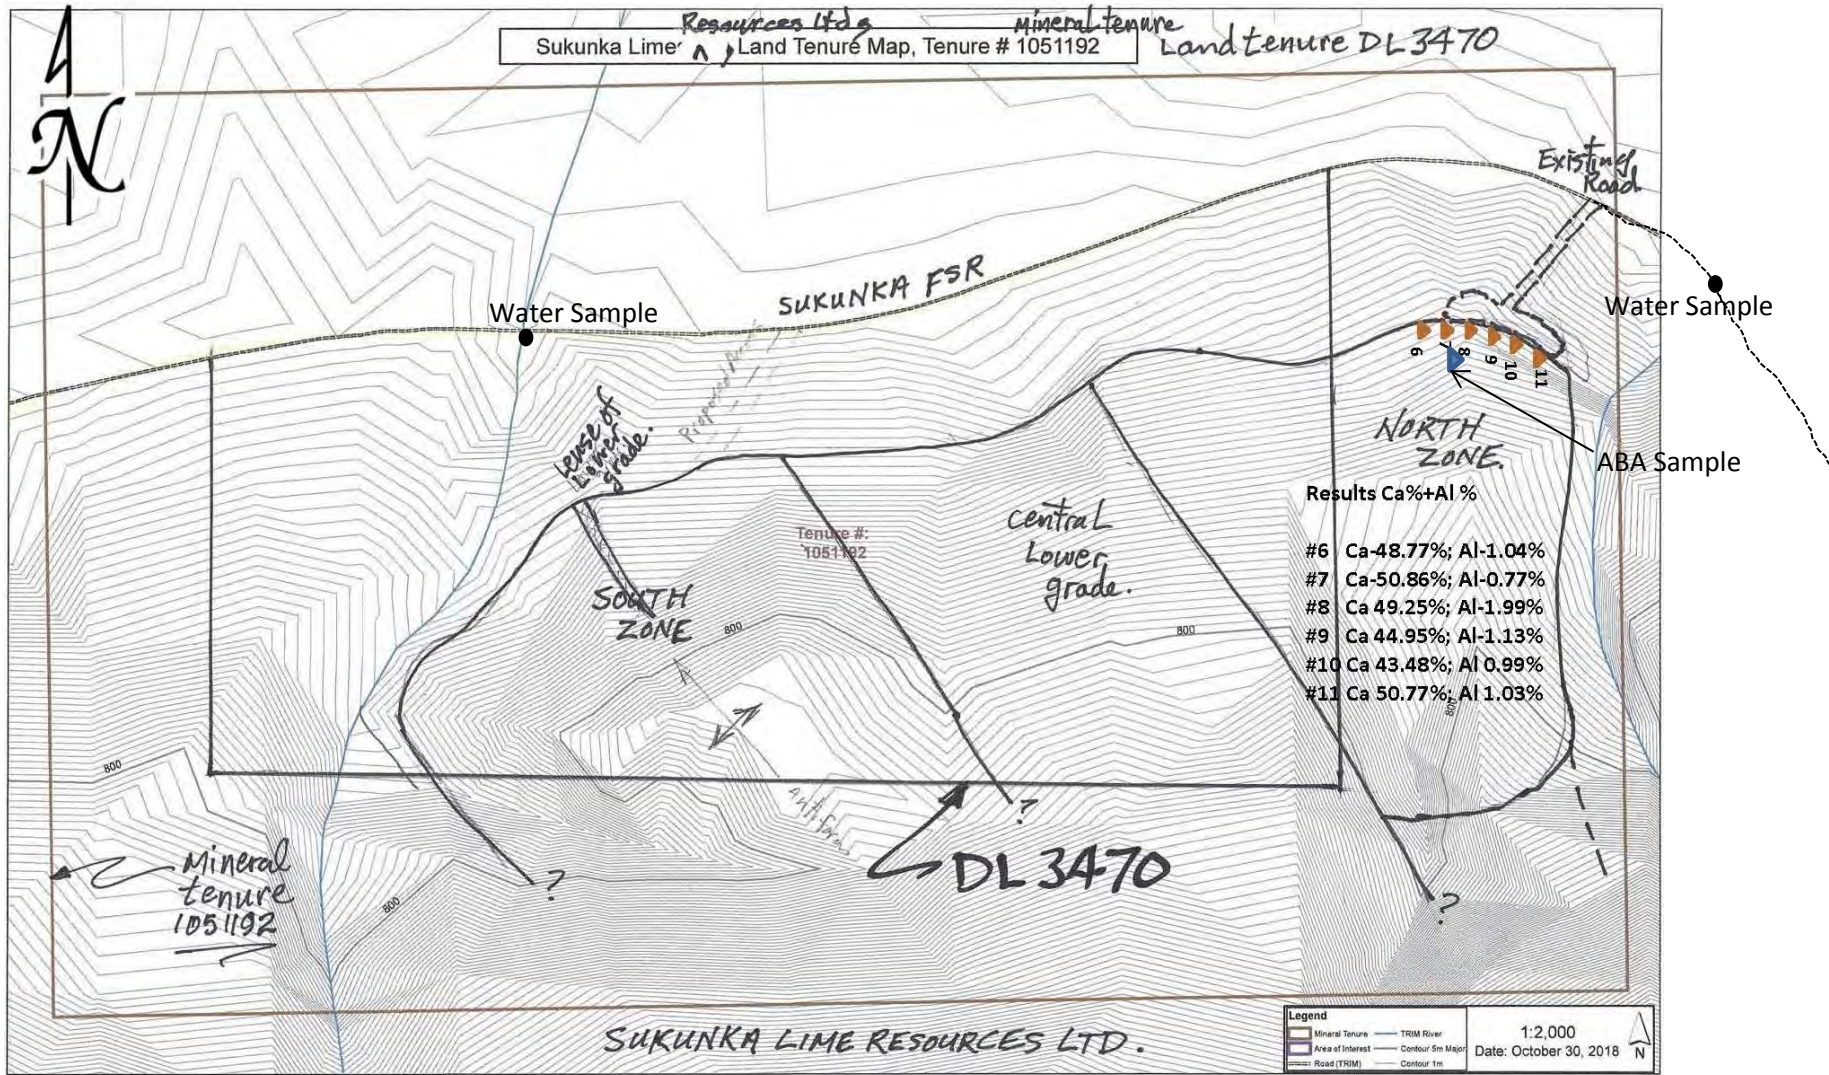 Resources Ltd,
mineral tenure
Sukunka Lime ^, Land Tenure Map, Tenure # 1051192
Land tenure DL 3470
N
Existing
Road
SUKUNKA FSR
Water Sample
Water Sample
Proposed
6
7
8
9
10
11
Lense of
Lower
grade.
NORTH
ZONE.
ABA Sample
Results Ca%+Al %
#6 Ca-48.77%; Al-1.04%
#7 Ca-50.86%; Al-0.77%
#8 Ca 49.25%; Al-1.99%
#9 Ca 44.95%; Al-1.13%
#10 Ca 43.48%; Al 0.99%
#11 Ca 50.77%; Al 1.03%
Tenure #:
1051192
Central
Lower
grade.
SOUTH
ZONE
800
800
800
800
800
antiform
?
?
?
DL 3470
Mineral
tenure
1051192
SUKUNKA LIME RESOURCES LTD.
Legend
Mineral Tenure
TRIM River
Area of Interest
Contour 5m Major
Road (TRIM)
Contour 1m
1:2,000
Date: October 30, 2018
N